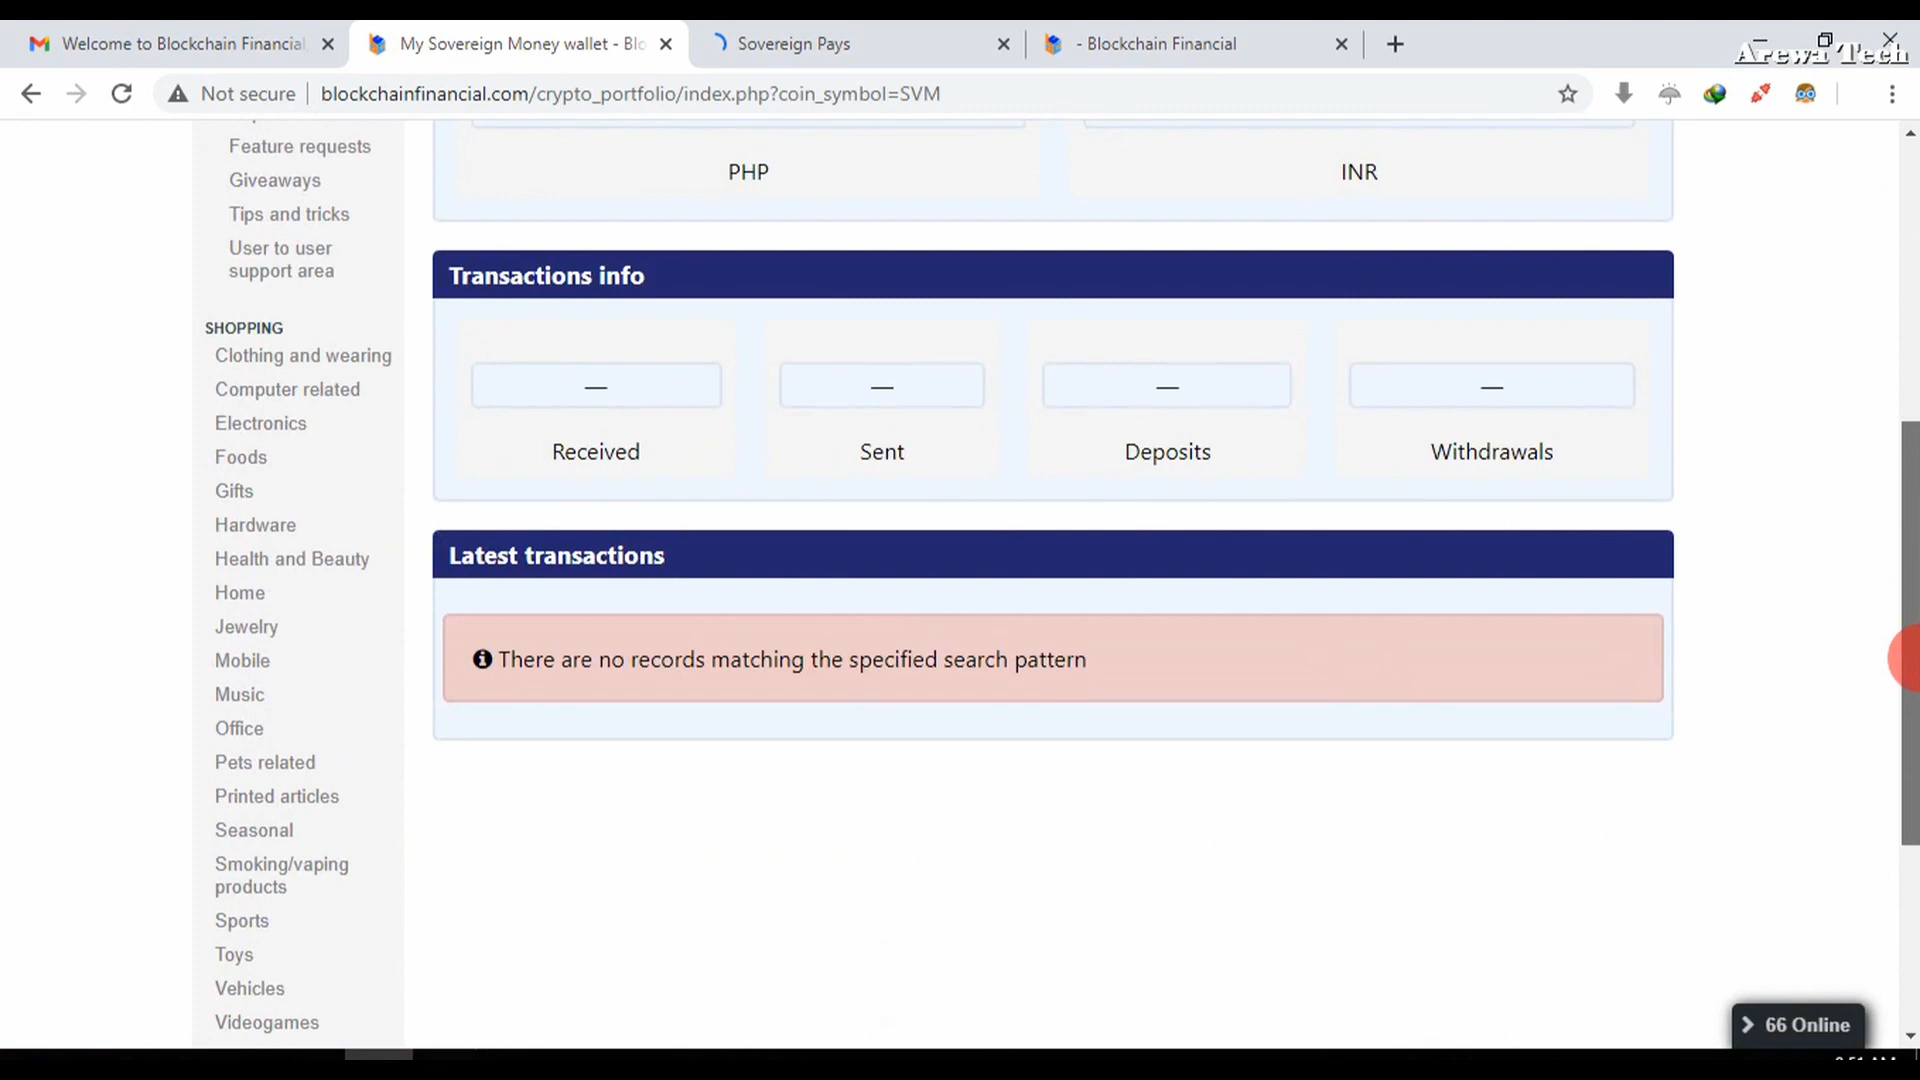 Welcome to Blockchain Financial
My Sovereign Money wallet - Blo
Sovereign Pays
- Blockchain Financial
Arewa Tech
Not secure
blockchainfinancial.com/crypto_portfolio/index.php?coin_symbol=SVM
Feature requests
Giveaways
Tips and tricks
User to user
support area
SHOPPING
Clothing and wearing
Computer related
Electronics
Foods
Gifts
Hardware
Health and Beauty
Home
Jewelry
Mobile
Music
Office
Pets related
Printed articles
Seasonal
Smoking/vaping
products
Sports
Toys
Vehicles
Videogames
PHP
INR
Transactions info
—
—
—
—
Received
Sent
Deposits
Withdrawals
Latest transactions
There are no records matching the specified search pattern
66 Online